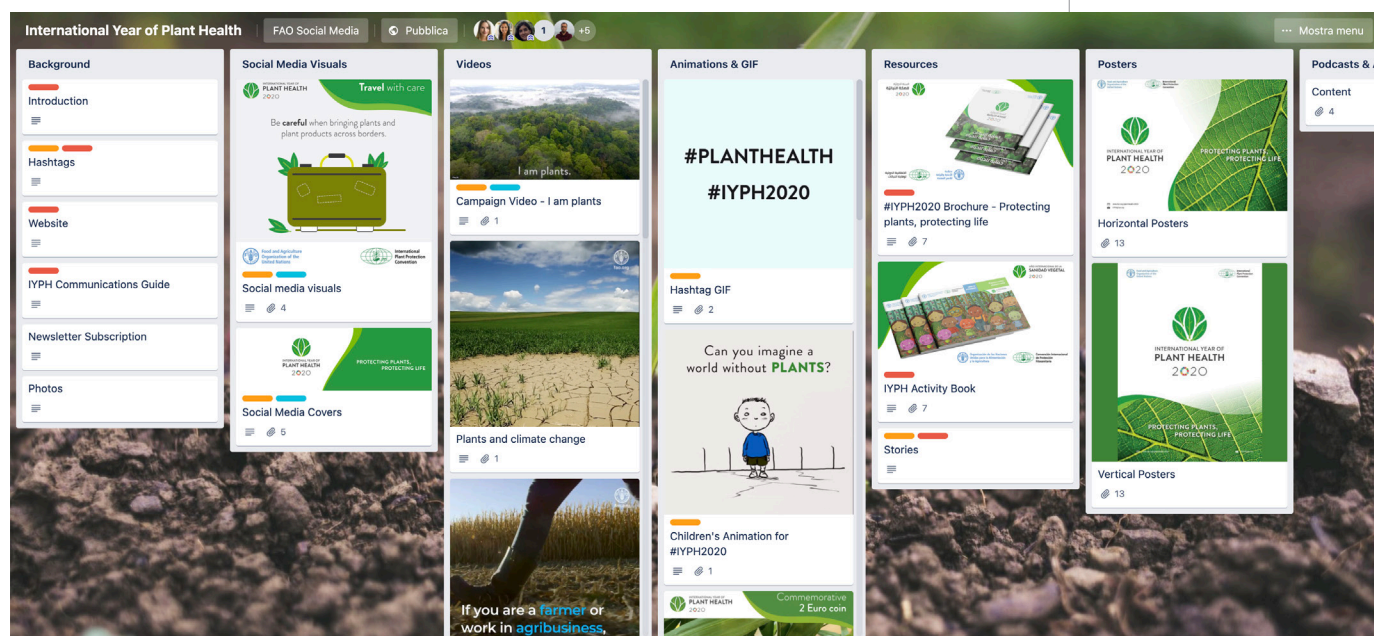 International Year of Plant Health
FAO Social Media
Pubblica
1
+5
Mostra menu
Background
Introduction
Hashtags
Website
IYPH Communications Guide
Newsletter Subscription
Photos
Social Media Visuals
INTERNATIONAL YEAR OF
PLANT HEALTH
2020
Travel with care
Be careful when bringing plants and
plant products across borders.
Food and Agriculture
Organization of the
United Nations
International
Plant Protection
Convention
Social media visuals
4
INTERNATIONAL YEAR OF
PLANT HEALTH
2020
PROTECTING PLANTS,
PROTECTING LIFE
Social Media Covers
5
Videos
I am plants.
Campaign Video - I am plants
1
Plants and climate change
1
If you are a farmer or
work in agribusiness,
Animations & GIF
#PLANTHEALTH
#IYPH2020
Hashtag GIF
2
Can you imagine a
world without PLANTS?
Children's Animation for
#IYPH2020
1
INTERNATIONAL YEAR OF
PLANT HEALTH
2020
Commemorative
2 Euro coin
Resources
2020
#IYPH2020 Brochure - Protecting
plants, protecting life
7
SANIDAD VEGETAL
2020
IYPH Activity Book
7
Stories
Posters
INTERNATIONAL YEAR OF
PLANT HEALTH
2020
PROTECTING PLANTS,
PROTECTING LIFE
Horizontal Posters
13
INTERNATIONAL YEAR OF
PLANT HEALTH
2020
PROTECTING PLANTS,
PROTECTING LIFE
Vertical Posters
13
Podcasts &
Content
4